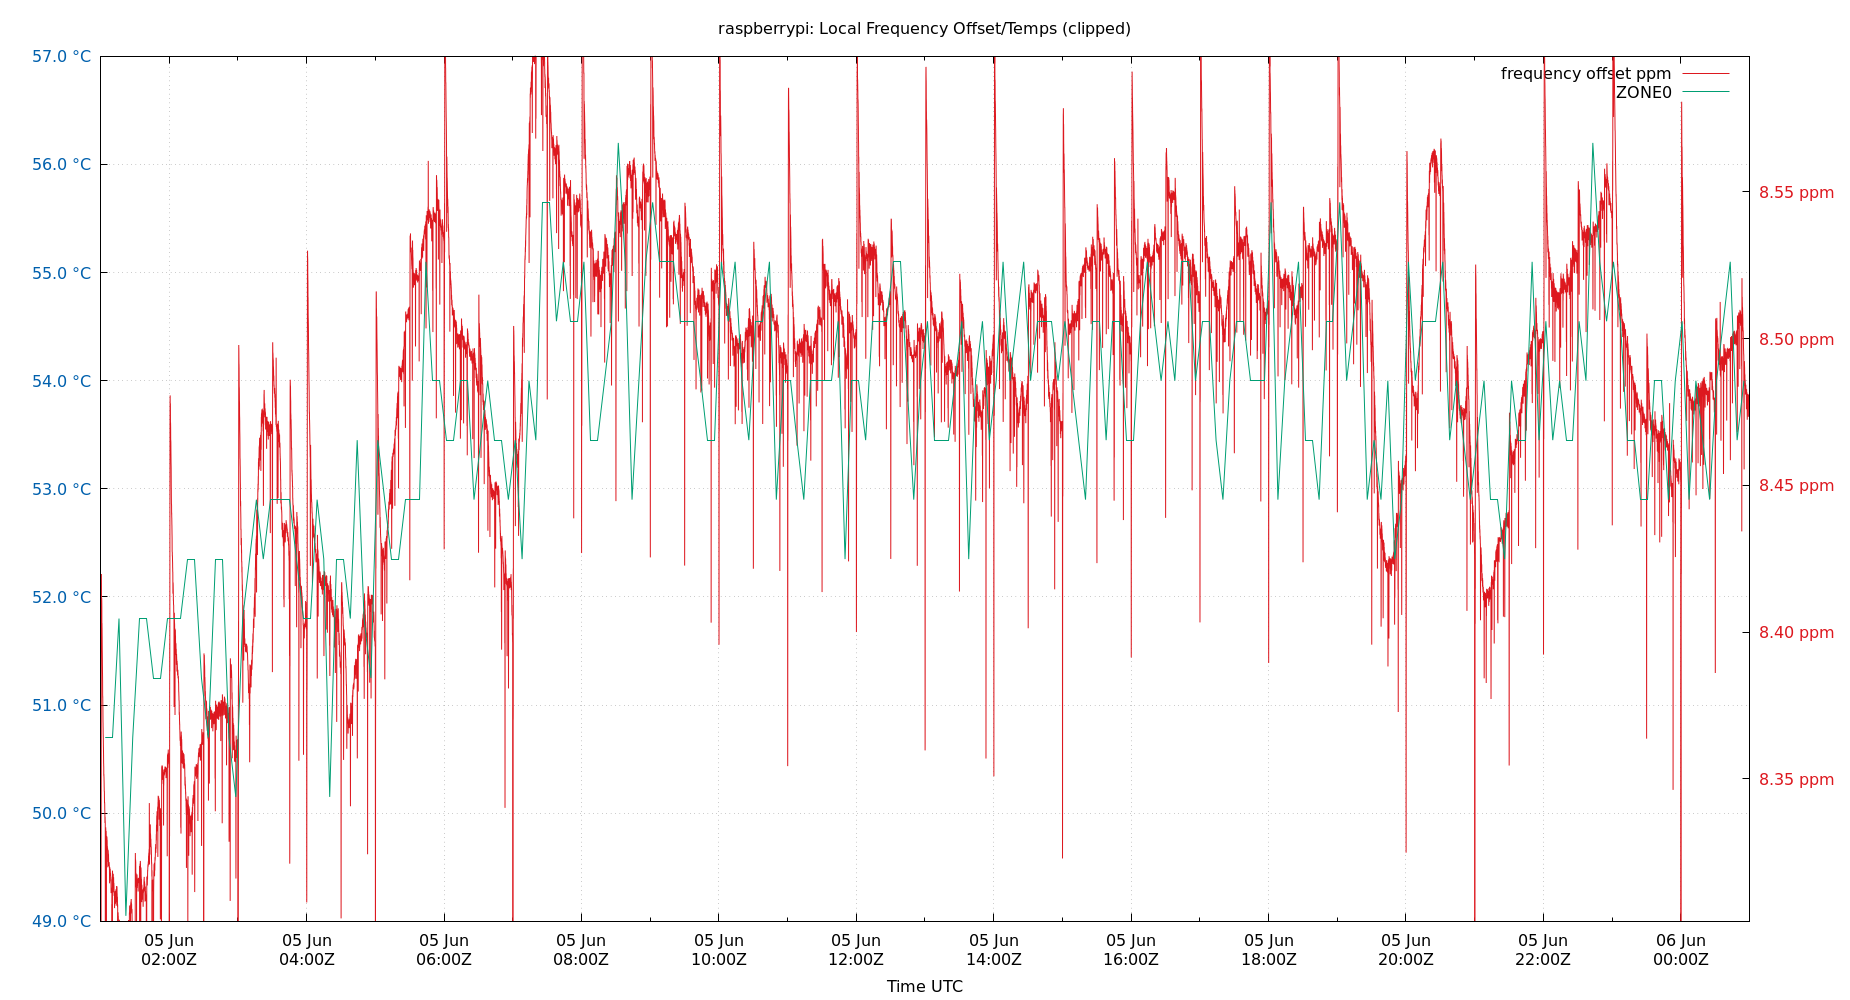 raspberrypi: Local Frequency Offset/Temps (clipped)
57.0 °C
56.0 °C
55.0 °C
54.0 °C
53.0 °C
52.0 °C
51.0 °C
50.0 °C
49.0 °C
frequency offset ppm
ZONE0
8.55 ppm
8.50 ppm
8.45 ppm
8.40 ppm
8.35 ppm
05 Jun 05 Jun 05 Jun 05 Jun 05 Jun 05 Jun 05 Jun 05 Jun 05 Jun 05 Jun 05 Jun 06 Jun
02:00Z 04:00Z 06:00Z 08:00Z 10:00Z 12:00Z 14:00Z 16:00Z 18:00Z 20:00Z 22:00Z 00:00Z
Time UTC